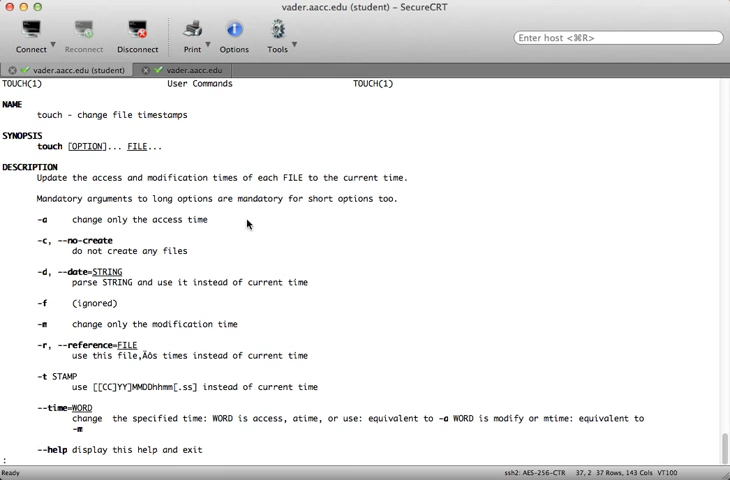 vader.aacc.edu (student) – SecureCRT
Connect Reconnect Disconnect Print Options Tools Enter host <⌘R>
vader.aacc.edu (student) vader.aacc.edu
TOUCH(1) User Commands TOUCH(1)
NAME
touch - change file timestamps
SYNOPSIS
touch [OPTION]... FILE...
DESCRIPTION
Update the access and modification times of each FILE to the current time.
Mandatory arguments to long options are mandatory for short options too.
-a change only the access time
-c, --no-create
do not create any files
-d, --date=STRING
parse STRING and use it instead of current time
-f (ignored)
-m change only the modification time
-r, --reference=FILE
use this file‚Äôs times instead of current time
-t STAMP
use [[CC]YY]MMDDhhmm[.ss] instead of current time
--time=WORD
change the specified time: WORD is access, atime, or use: equivalent to -a WORD is modify or mtime: equivalent to
-m
--help display this help and exit
:
Ready ssh2: AES-256-CTR 37, 2 37 Rows, 143 Cols VT100